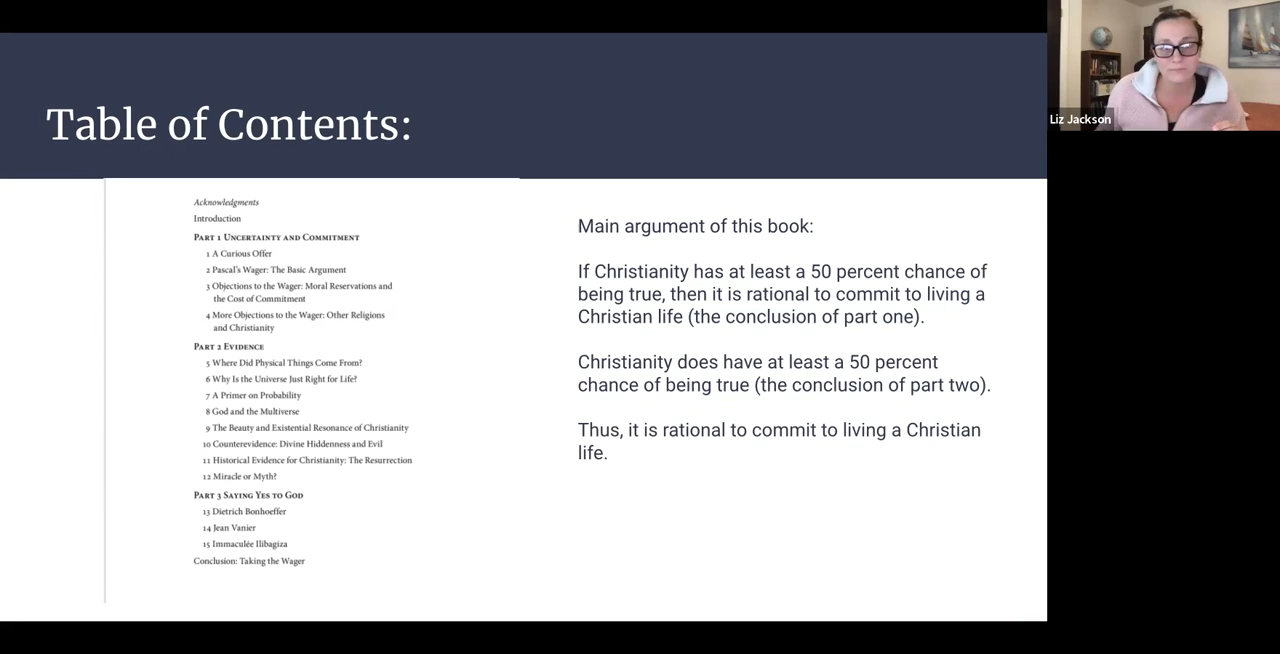 Table of Contents:
Liz Jackson
Acknowledgments
Introduction
PART 1 UNCERTAINTY AND COMMITMENT
1 A Curious Offer
2 Pascal's Wager: The Basic Argument
3 Objections to the Wager: Moral Reservations and
the Cost of Commitment
4 More Objections to the Wager: Other Religions
and Christianity
PART 2 EVIDENCE
5 Where Did Physical Things Come From?
6 Why Is the Universe Just Right for Life?
7 A Primer on Probability
8 God and the Multiverse
9 The Beauty and Existential Resonance of Christianity
10 Counterevidence: Divine Hiddenness and Evil
11 Historical Evidence for Christianity: The Resurrection
12 Miracle or Myth?
PART 3 SAYING YES TO GOD
13 Dietrich Bonhoeffer
14 Jean Vanier
15 Immaculée Ilibagiza
Conclusion: Taking the Wager
Main argument of this book:
If Christianity has at least a 50 percent chance of
being true, then it is rational to commit to living a
Christian life (the conclusion of part one).
Christianity does have at least a 50 percent
chance of being true (the conclusion of part two).
Thus, it is rational to commit to living a Christian
life.